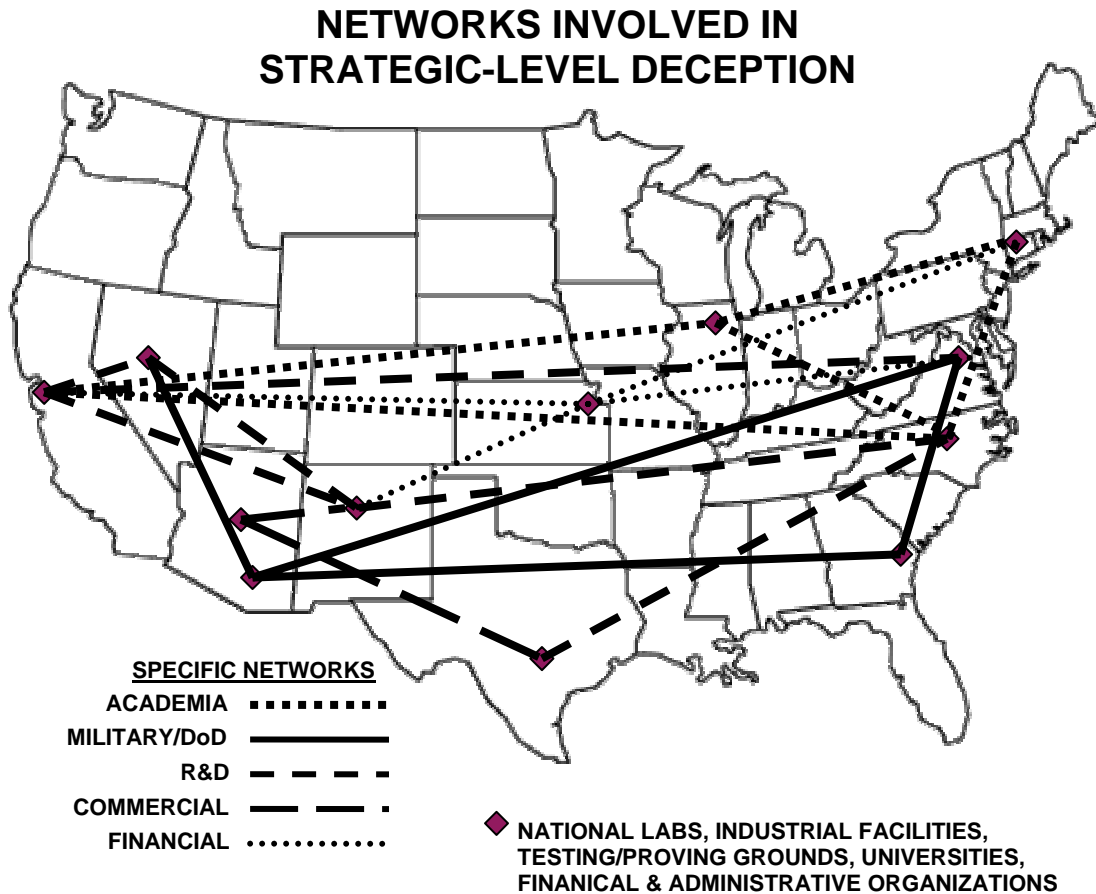 NETWORKS INVOLVED IN
STRATEGIC-LEVEL DECEPTION
SPECIFIC NETWORKS
ACADEMIA
MILITARY/DoD
R&D
COMMERCIAL
FINANCIAL
NATIONAL LABS, INDUSTRIAL FACILITIES,
TESTING/PROVING GROUNDS, UNIVERSITIES,
FINANICAL & ADMINISTRATIVE ORGANIZATIONS